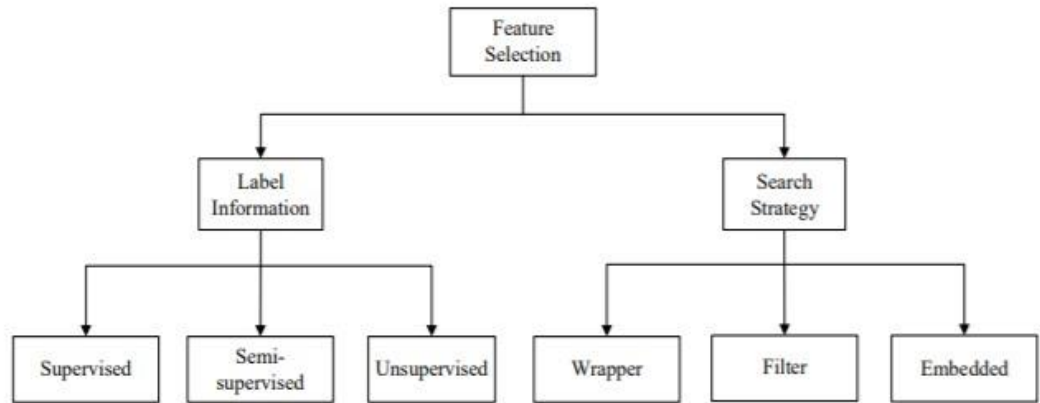 Feature
Selection
Label
Information
Search
Strategy
Supervised
Semi-
supervised
Unsupervised
Wrapper
Filter
Embedded